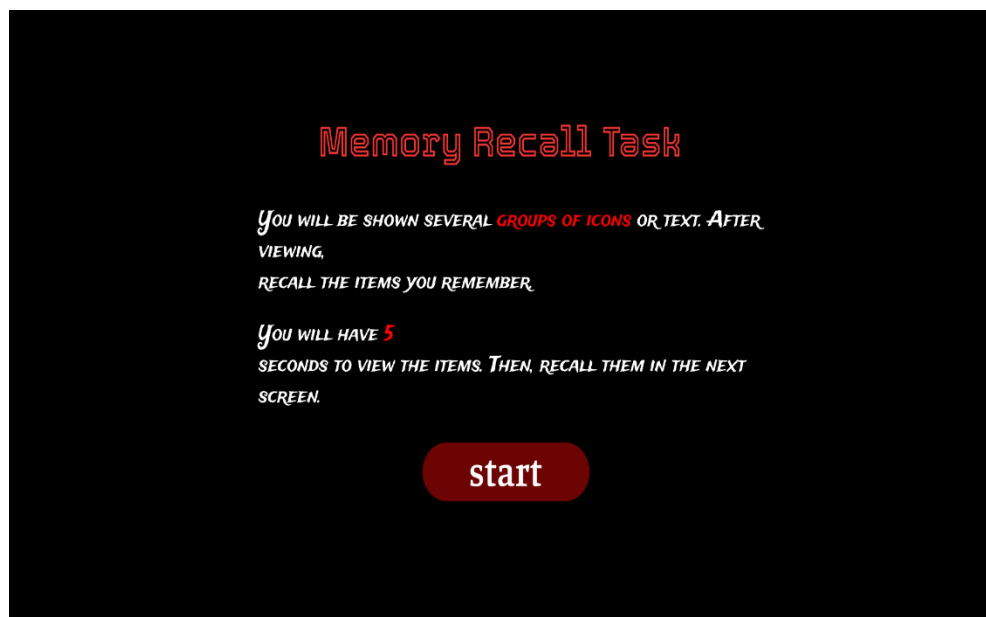 Memory Recall Task
You will be shown several groups of icons or text. After
viewing,
recall the items you remember
You will have 5
seconds to view the items. Then, recall them in the next
screen.
start